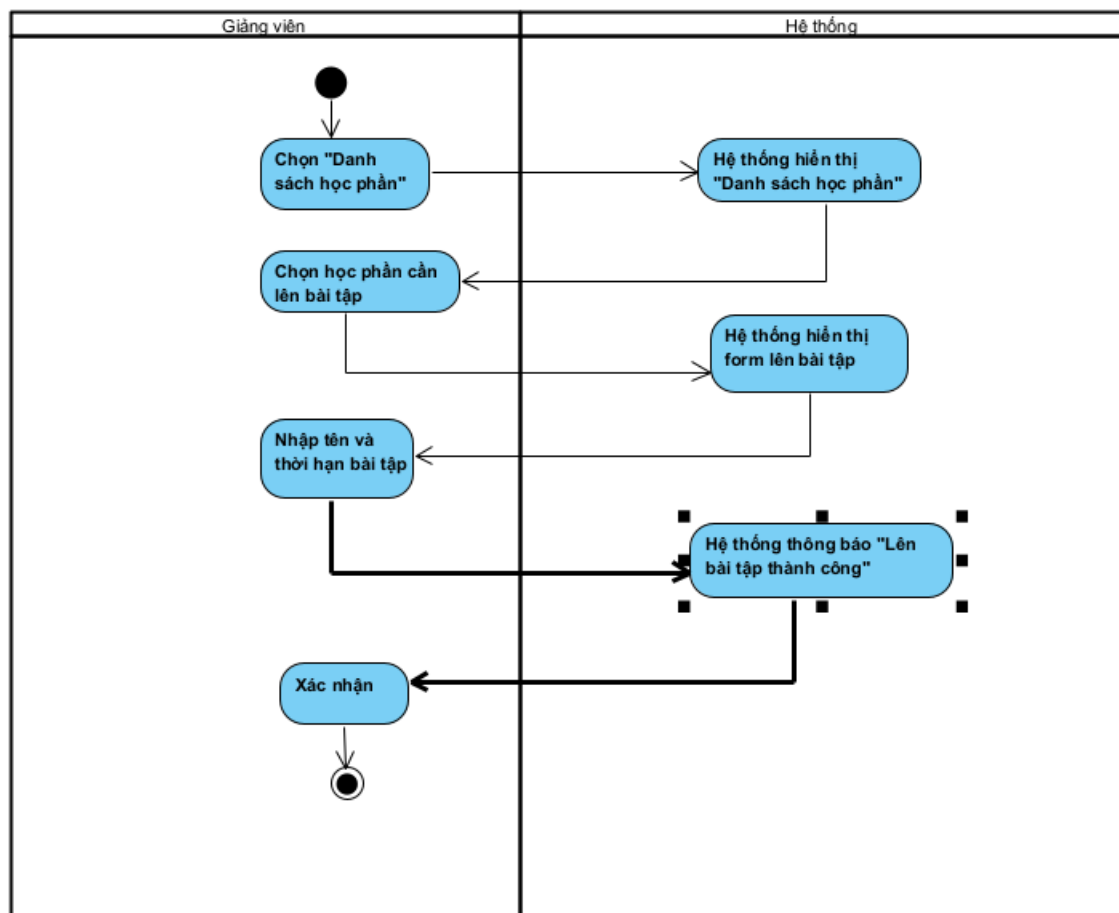 Giảng viên
Hệ thống
Chọn "Danh
sách học phần"
Hệ thống hiển thị
"Danh sách học phần"
Chọn học phần cần
lên bài tập
Hệ thống hiển thị
form lên bài tập
Nhập tên và
thời hạn bài tập
Hệ thống thông báo "Lên
bài tập thành công"
Xác nhận